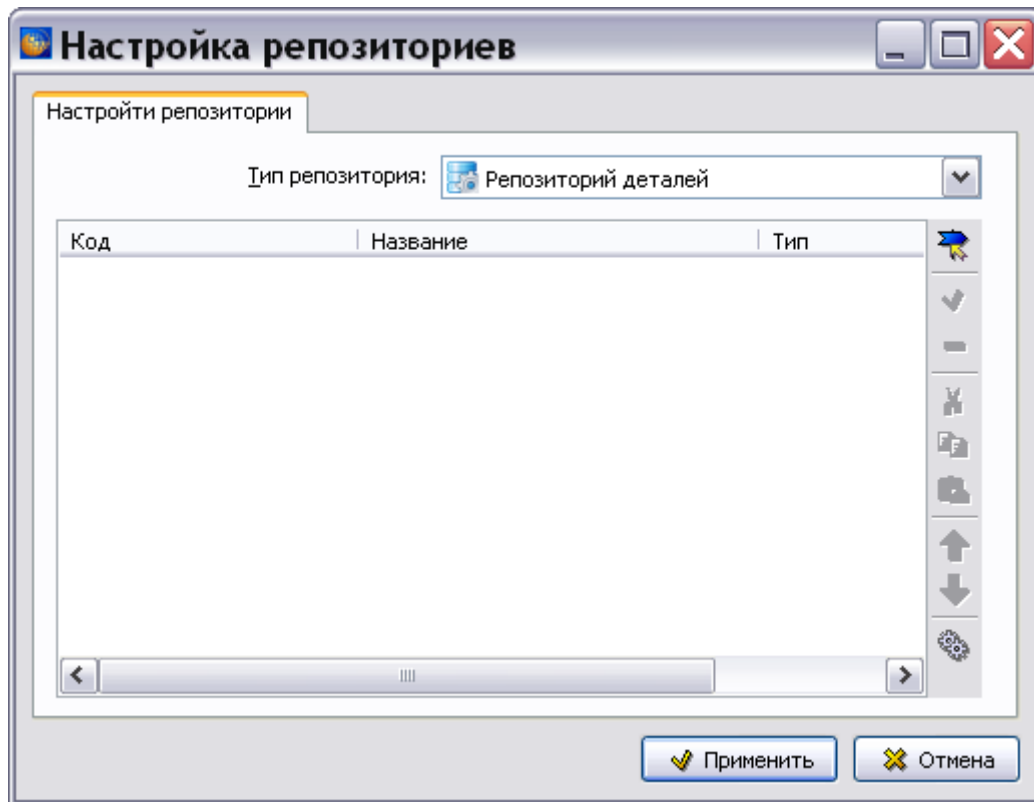 Настройка репозиториев
Настройти репозитории
Тип репозитория: Репозиторий деталей
Код Название Тип
Применить Отмена